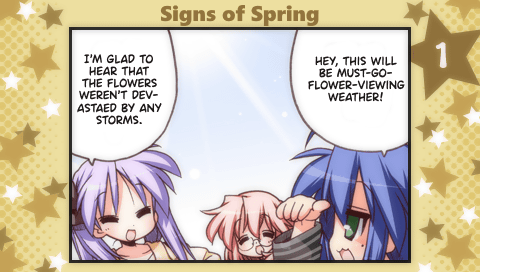 Signs of Spring
1
HEY, THIS WILL
BE MUST-GO-
FLOWER-VIEWING
WEATHER!
I'M GLAD TO
HEAR THAT
THE FLOWERS
WEREN'T DEV-
ASTAED BY ANY
STORMS.